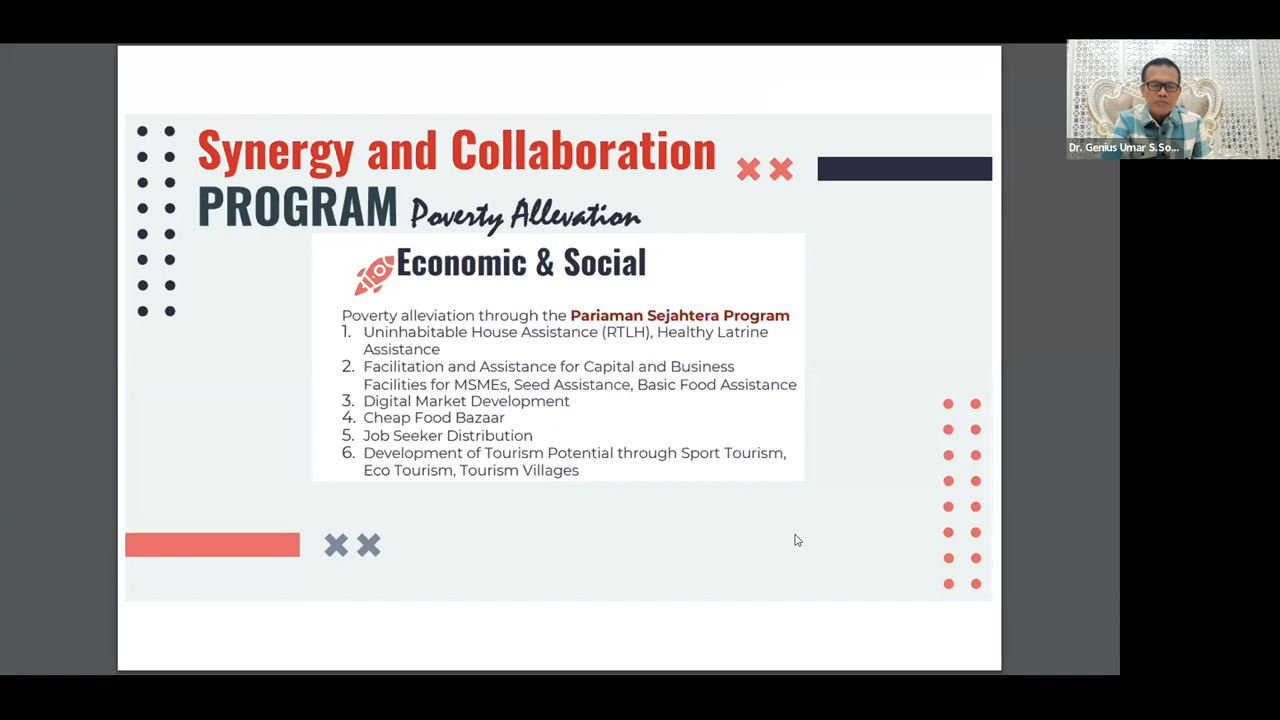 Synergy and Collaboration
PROGRAM Poverty Allevation
Economic & Social
Poverty alleviation through the Pariaman Sejahtera Program
1. Uninhabitable House Assistance (RTLH), Healthy Latrine
Assistance
2. Facilitation and Assistance for Capital and Business
Facilities for MSMEs, Seed Assistance, Basic Food Assistance
3. Digital Market Development
4. Cheap Food Bazaar
5. Job Seeker Distribution
6. Development of Tourism Potential through Sport Tourism,
Eco Tourism, Tourism Villages
Dr. Genius Umar S.So...